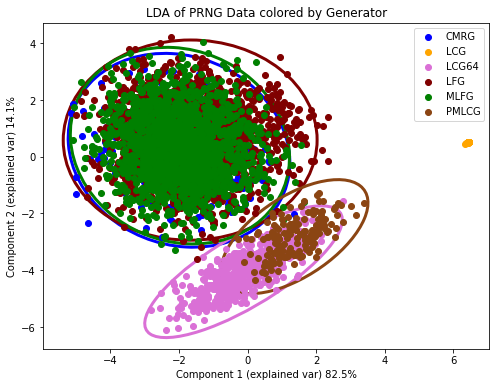 LDA of PRNG Data colored by Generator
CMRG
LCG
LCG64
LFG
MLFG
PMLCG
Component 2 (explained var) 14.1%
4
2
0
−2
−4
−6
−4
−2
0
2
4
6
Component 1 (explained var) 82.5%